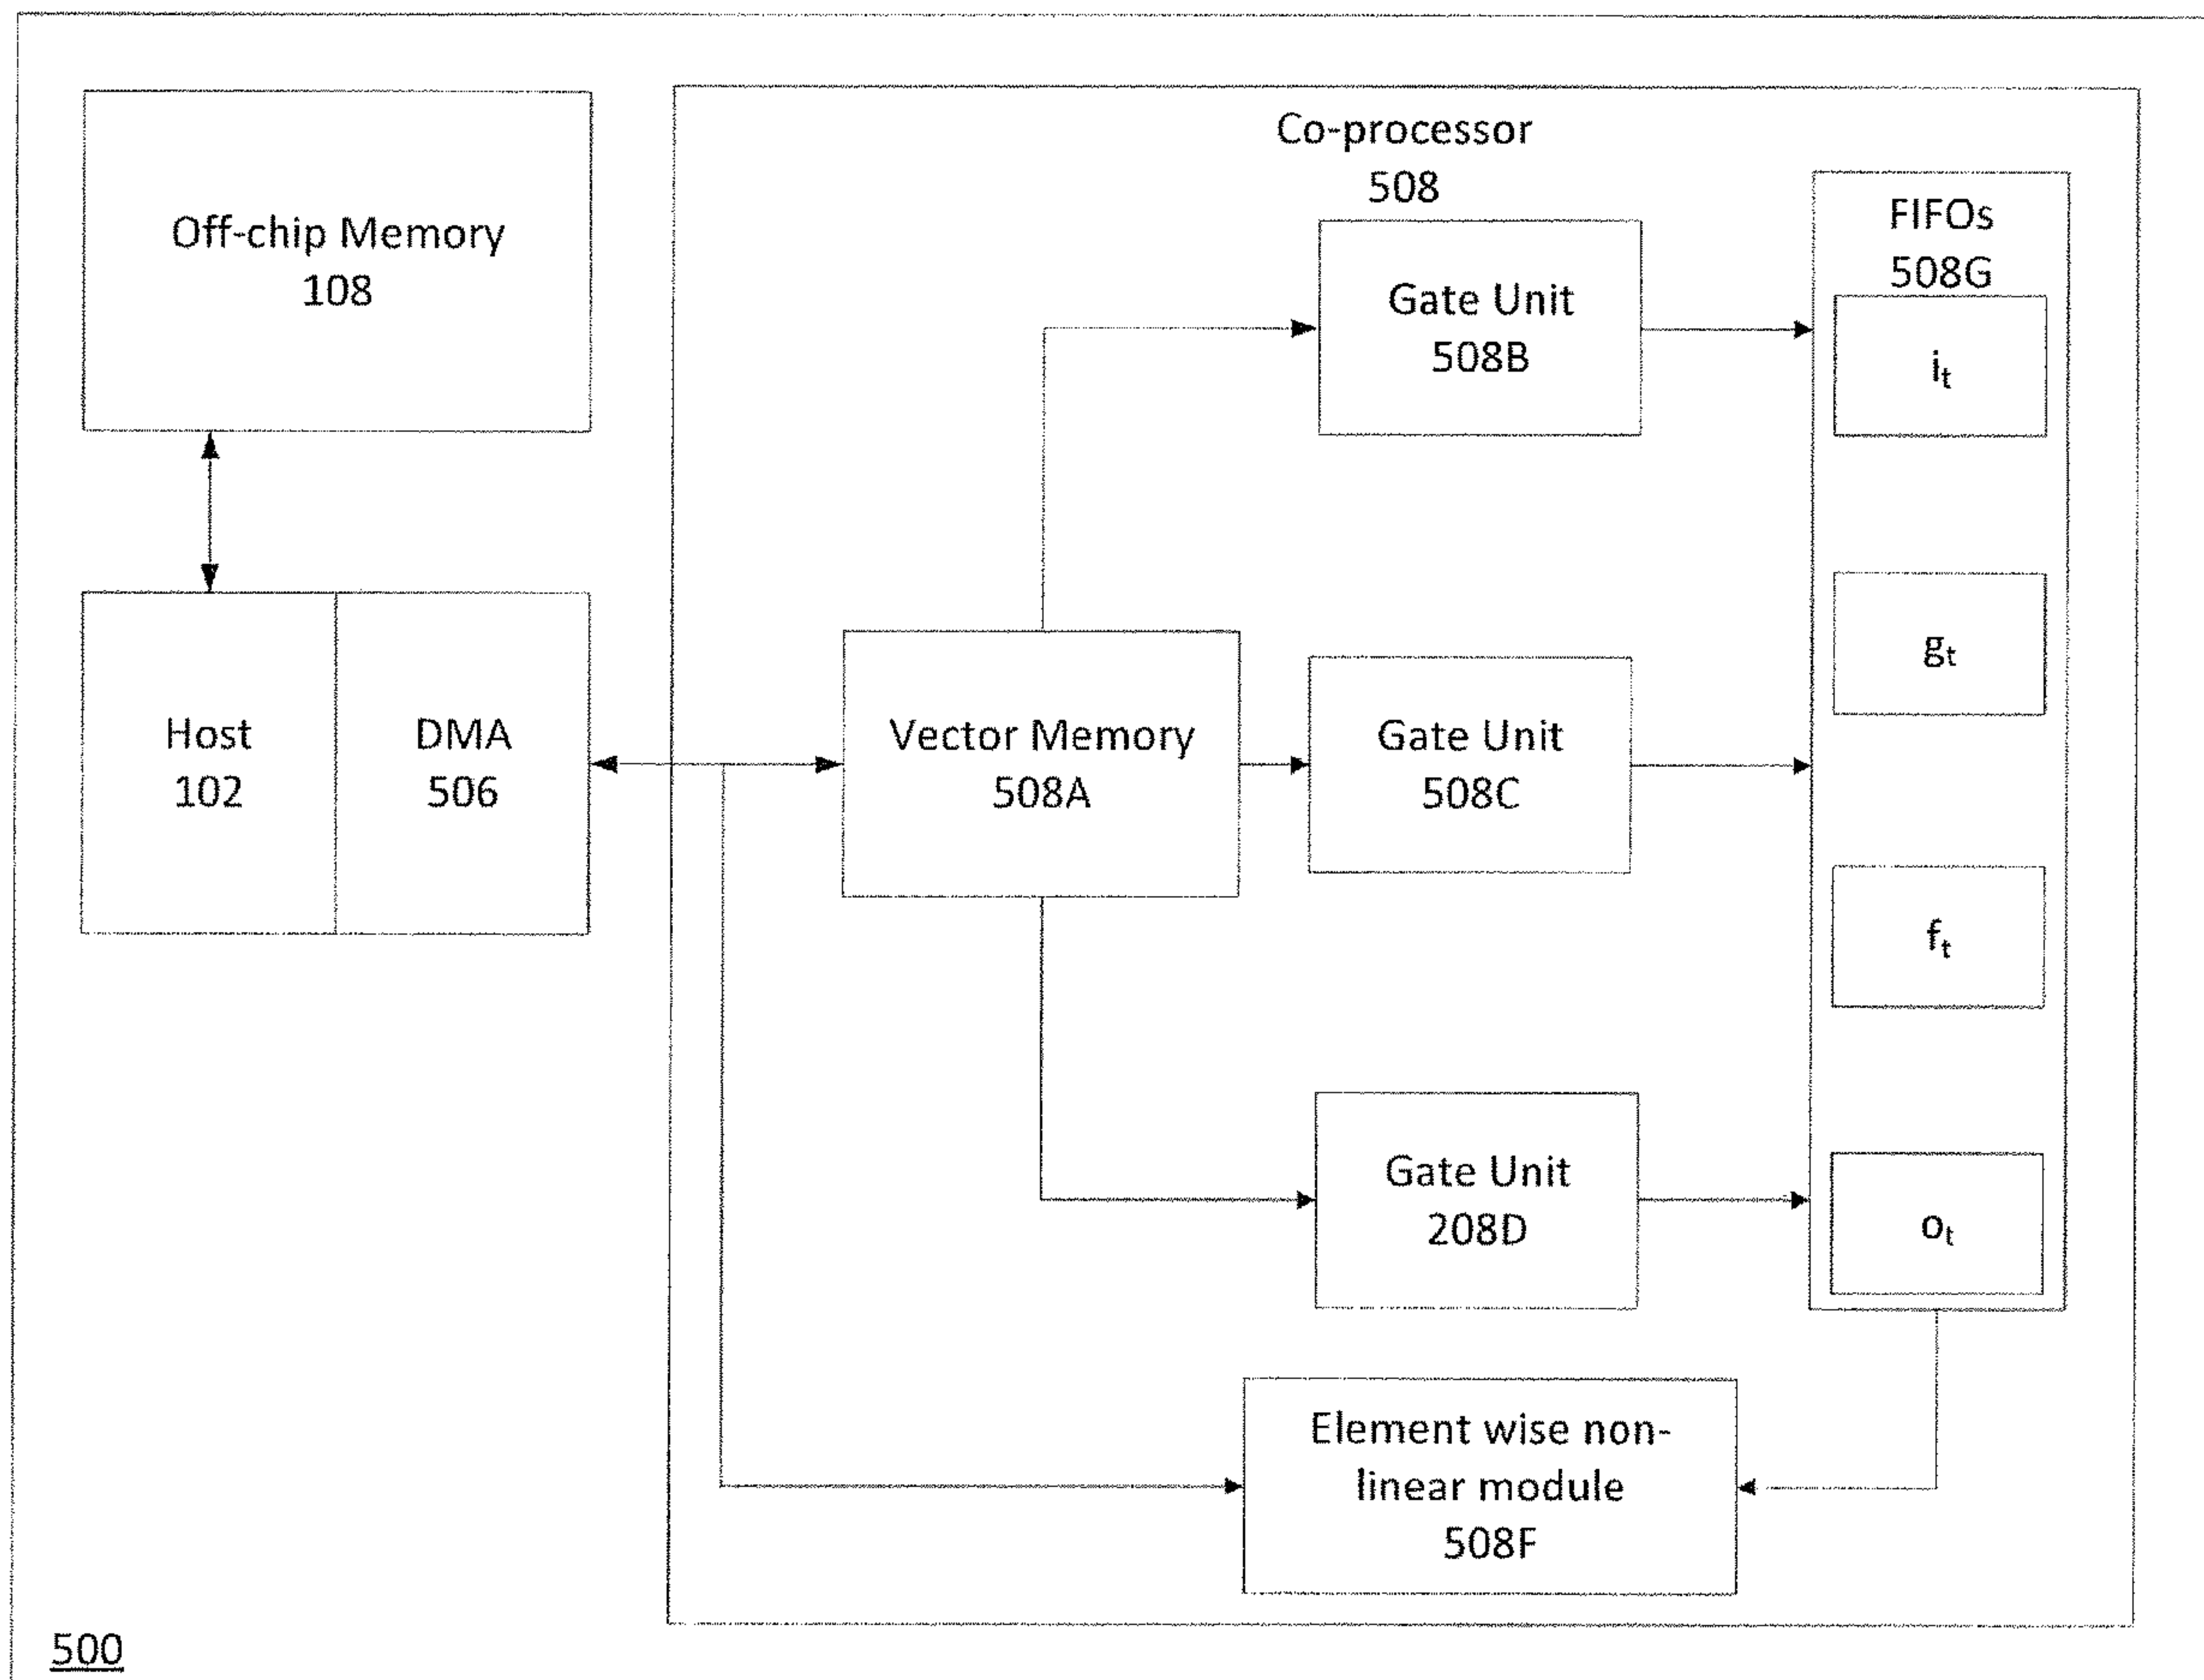 Off-chip Memory
108
Host
102
DMA
506
Co-processor
508
Vector Memory
508A
Gate Unit
508B
Gate Unit
508C
Gate Unit
208D
FIFOs
508G
iₜ
gₜ
fₜ
oₜ
Element wise non-
linear module
508F
500